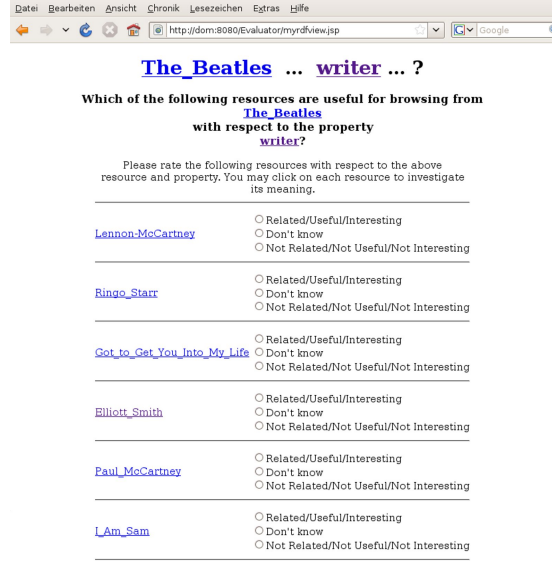 Datei Bearbeiten Ansicht Chronik Lesezeichen Extras Hilfe
http://dom:8080/Evaluator/myrdfview.jsp
G Google
The_Beatles ... writer ... ?
Which of the following resources are useful for browsing from
The_Beatles
with respect to the property
writer?
Please rate the following resources with respect to the above
resource and property. You may click on each resource to investigate
its meaning.
Related/Useful/Interesting
Lennon-McCartney Don't know
Not Related/Not Useful/Not Interesting
Related/Useful/Interesting
Ringo_Starr Don't know
Not Related/Not Useful/Not Interesting
Related/Useful/Interesting
Got_to_Get_You_Into_My_Life Don't know
Not Related/Not Useful/Not Interesting
Related/Useful/Interesting
Elliott_Smith Don't know
Not Related/Not Useful/Not Interesting
Related/Useful/Interesting
Paul_McCartney Don't know
Not Related/Not Useful/Not Interesting
Related/Useful/Interesting
I_Am_Sam Don't know
Not Related/Not Useful/Not Interesting